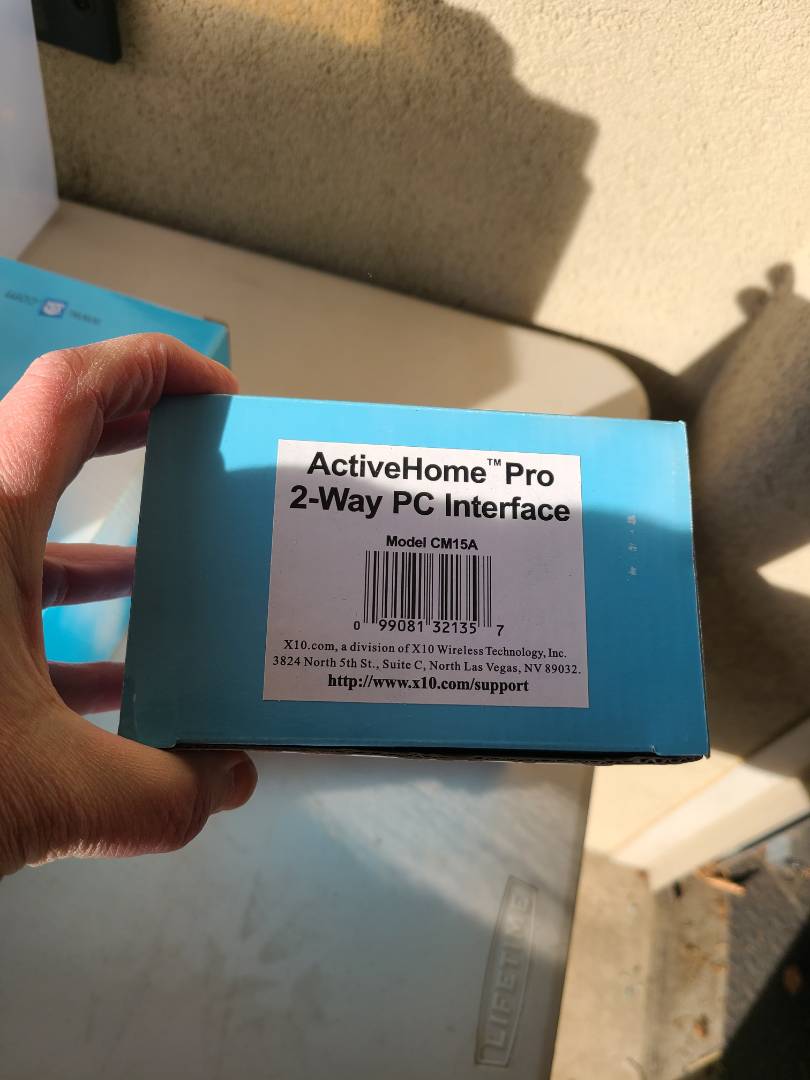 ActiveHome™ Pro
2-Way PC Interface
Model CM15A
0 99081 32135 7
X10.com, a division of X10 Wireless Technology, Inc.
3824 North 5th St., Suite C, North Las Vegas, NV 89032.
http://www.x10.com/support
LIFETIME